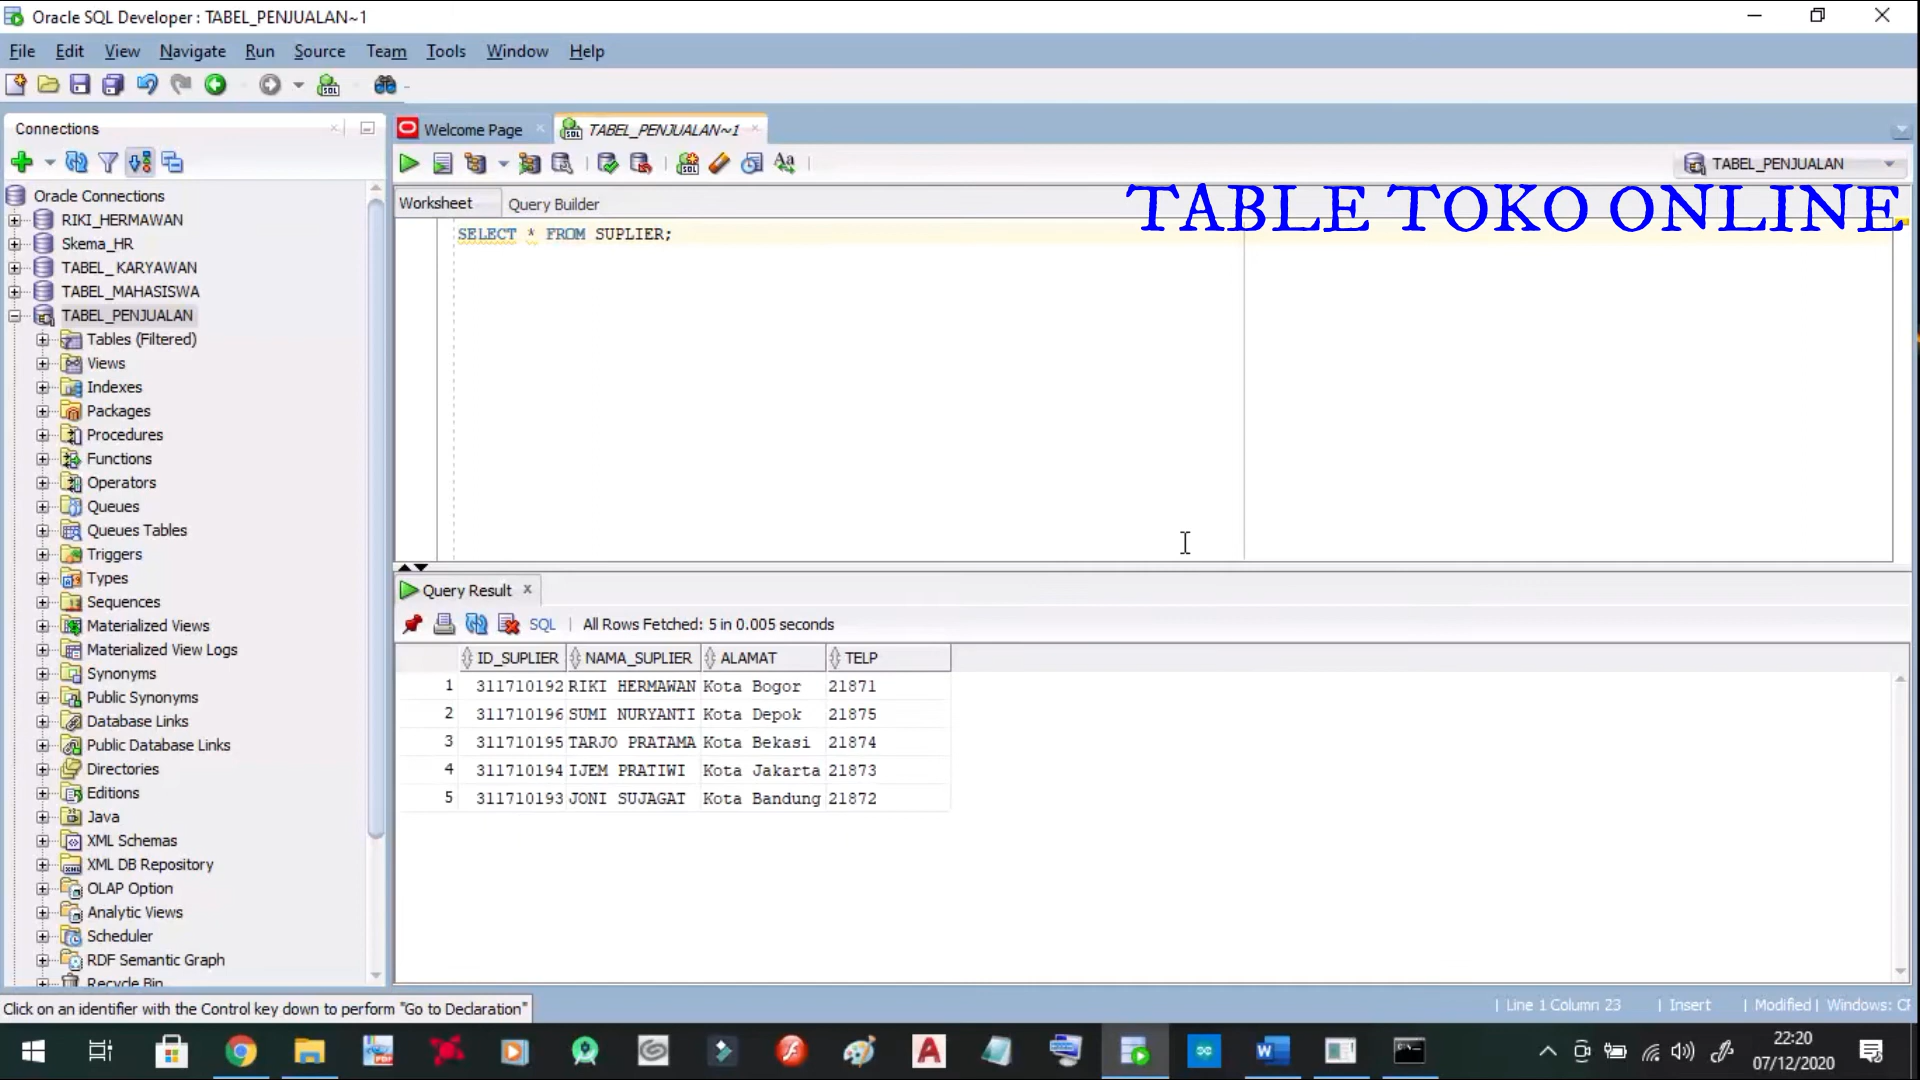 Oracle SQL Developer : TABEL_PENJUALAN~1
File Edit View Navigate Run Source Team Tools Window Help
Connections
Welcome Page
TABEL_PENJUALAN~1
TABEL_PENJUALAN
Worksheet Query Builder
TABLE TOKO ONLINE
SELECT * FROM SUPLIER;
Oracle Connections
RIKI_HERMAWAN
Skema_HR
TABEL_ KARYAWAN
TABEL_MAHASISWA
TABEL_PENJUALAN
Tables (Filtered)
Views
Indexes
Packages
Procedures
Functions
Operators
Queues
Queues Tables
Triggers
Types
Sequences
Materialized Views
Materialized View Logs
Synonyms
Public Synonyms
Database Links
Public Database Links
Directories
Editions
Java
XML Schemas
XML DB Repository
OLAP Option
Analytic Views
Scheduler
RDF Semantic Graph
Recycle Bin
Query Result
SQL | All Rows Fetched: 5 in 0.005 seconds
ID_SUPLIER NAMA_SUPLIER ALAMAT TELP
1 311710192 RIKI HERMAWAN Kota Bogor 21871
2 311710196 SUMI NURYANTI Kota Depok 21875
3 311710195 TARJO PRATAMA Kota Bekasi 21874
4 311710194 IJEM PRATIWI Kota Jakarta 21873
5 311710193 JONI SUJAGAT Kota Bandung 21872
Click on an identifier with the Control key down to perform "Go to Declaration"
| Line 1 Column 23 | Insert | Modified | Windows: CF
22:20
07/12/2020